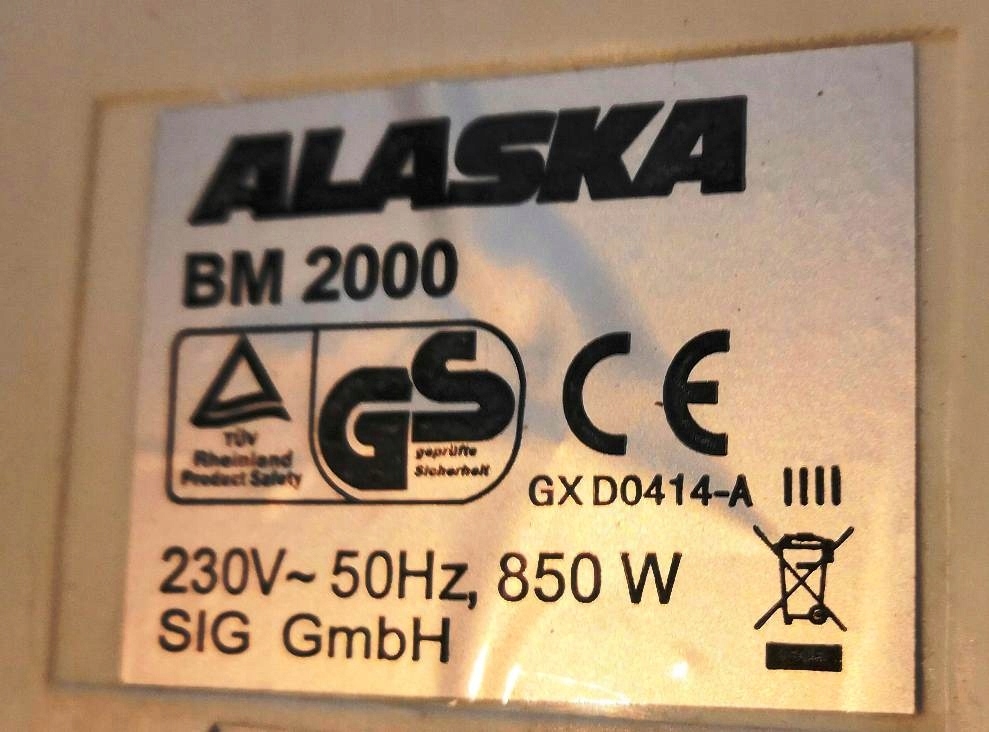 ALASKA
BM 2000
TÜV
Rheinland
Product Safety
GS
geprüfte
Sicherheit
CE
GX D0414-A IIII
230V~ 50Hz, 850 W
SIG GmbH